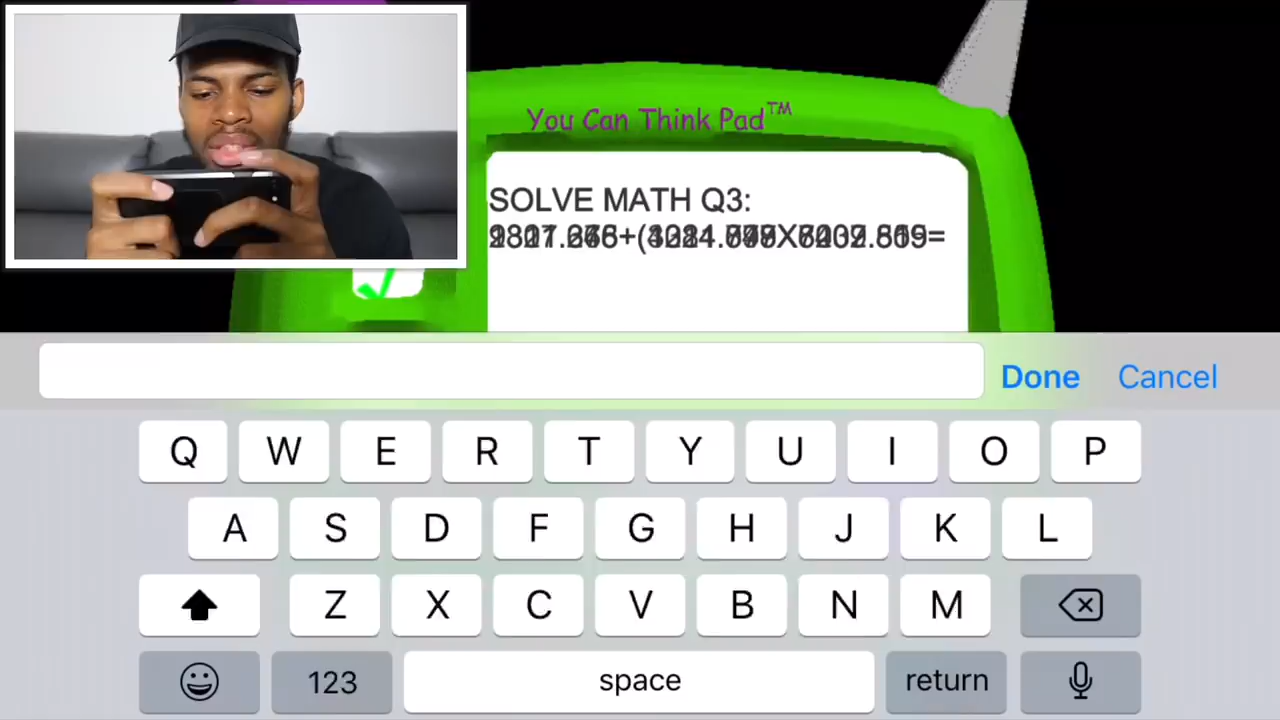 You Can Think Pad™
SOLVE MATH Q3:
Done Cancel
Q W E R T Y U I O P
A S D F G H J K L
Z X C V B N M
123 space return